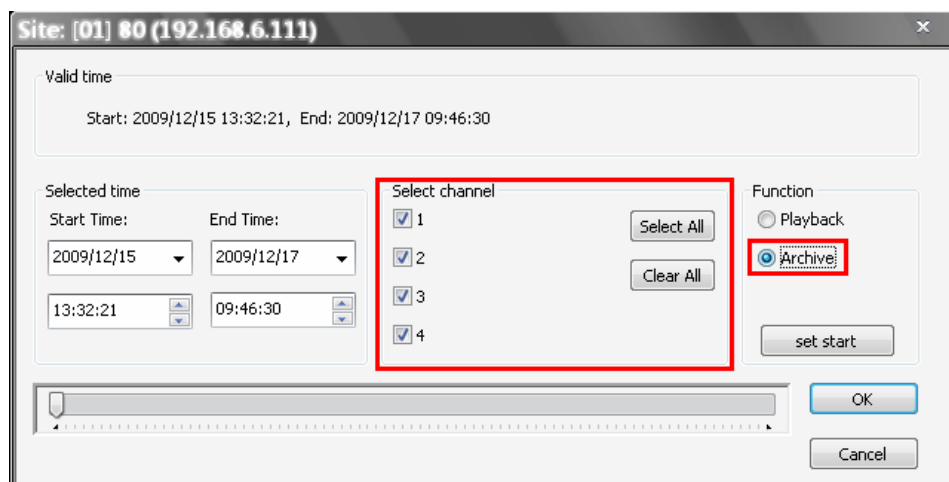 Site: [01] 80 (192.168.6.111)
Valid time
Start: 2009/12/15 13:32:21, End: 2009/12/17 09:46:30
Selected time
Start Time: End Time:
2009/12/15 2009/12/17
13:32:21 09:46:30
Select channel
1
2
3
4
Select All
Clear All
Function
Playback
Archive
set start
OK
Cancel